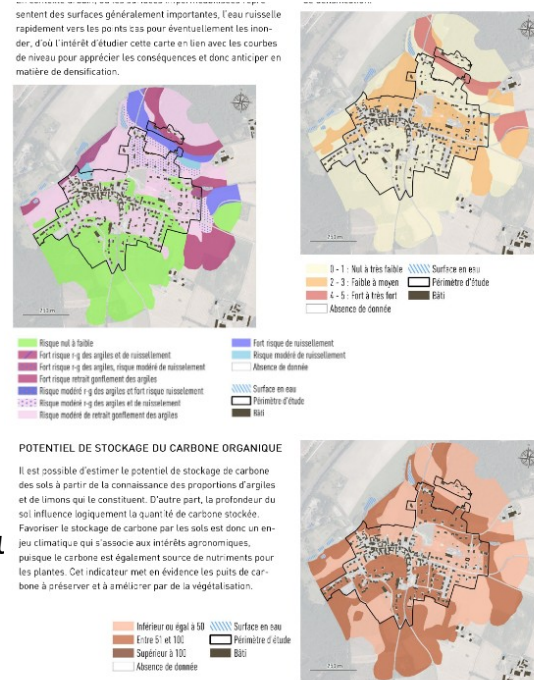 sentent des surfaces généralement importantes, l'eau ruisselle
rapidement vers les points bas pour éventuellement les inon-
der, d'où l'intérêt d'étudier cette carte en lien avec les courbes
de niveau pour apprécier les conséquences et donc anticiper en
matière de densification.
0 - 1 : Nul à très faible
2 - 3 : Faible à moyen
4 - 5 : Fort à très fort
Absence de donnée
Surface en eau
Périmètre d'étude
Bâti
750m
750m
Risque nul à faible
Fort risque r-g des argiles et de ruissellement
Fort risque r-g des argiles, risque modéré de ruissellement
Fort risque retrait gonflement des argiles
Risque modéré r-g des argiles et fort risque ruissellement
Risque modéré r-g des argiles et de ruissellement
Risque modéré de retrait gonflement des argiles
Fort risque de ruissellement
Risque modéré de ruissellement
Absence de donnée
Surface en eau
Périmètre d'étude
Bâti
POTENTIEL DE STOCKAGE DU CARBONE ORGANIQUE
Il est possible d'estimer le potentiel de stockage de carbone
des sols à partir de la connaissance des proportions d'argiles
et de limons qui le constituent. D'autre part, la profondeur du
sol influence logiquement la quantité de carbone stockée.
Favoriser le stockage de carbone par les sols est donc un en-
jeu climatique qui s'associe aux intérêts agronomiques,
puisque le carbone est également source de nutriments pour
les plantes. Cet indicateur met en évidence les puits de car-
bone à préserver et à améliorer par de la végétalisation.
Inférieur ou égal à 50
Entre 51 et 100
Supérieur à 100
Absence de donnée
Surface en eau
Périmètre d'étude
Bâti
750m